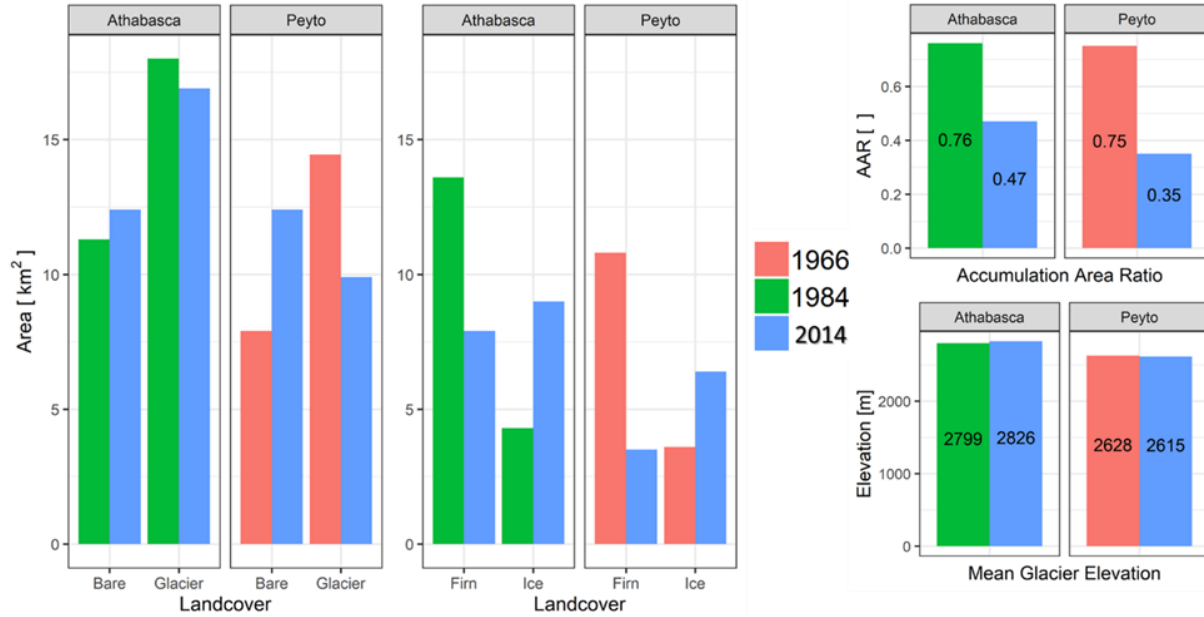 Athabasca Peyto
Area [ km² ]
15
10
5
0
Bare Glacier Bare Glacier
Landcover
Athabasca Peyto
15
10
5
0
Firn Ice Firn Ice
Landcover
1966
1984
2014
Athabasca Peyto
AAR [ ]
0.6
0.4
0.2
0.0
0.76 0.47 0.75 0.35
Accumulation Area Ratio
Athabasca Peyto
Elevation [m]
2000
1000
0
2799 2826 2628 2615
Mean Glacier Elevation